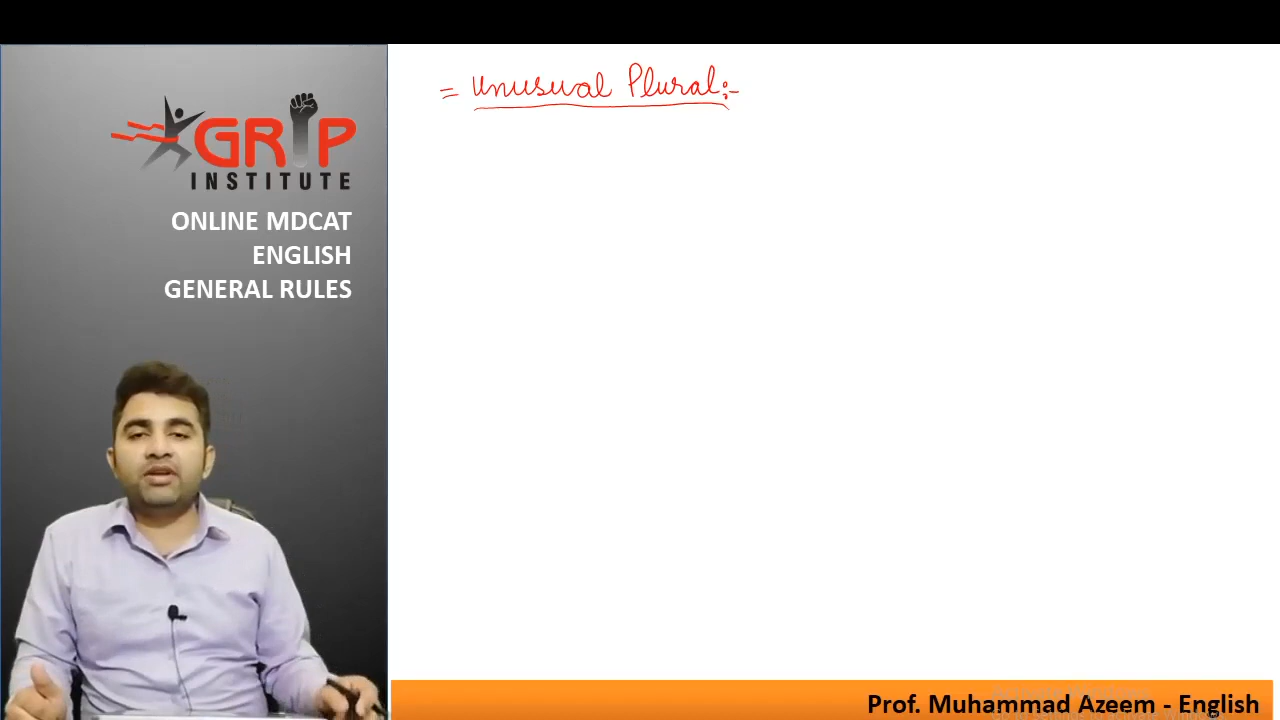 GRIP
INSTITUTE
ONLINE MDCAT
ENGLISH
GENERAL RULES
= Unusual Plural:-
Prof. Muhammad Azeem - English